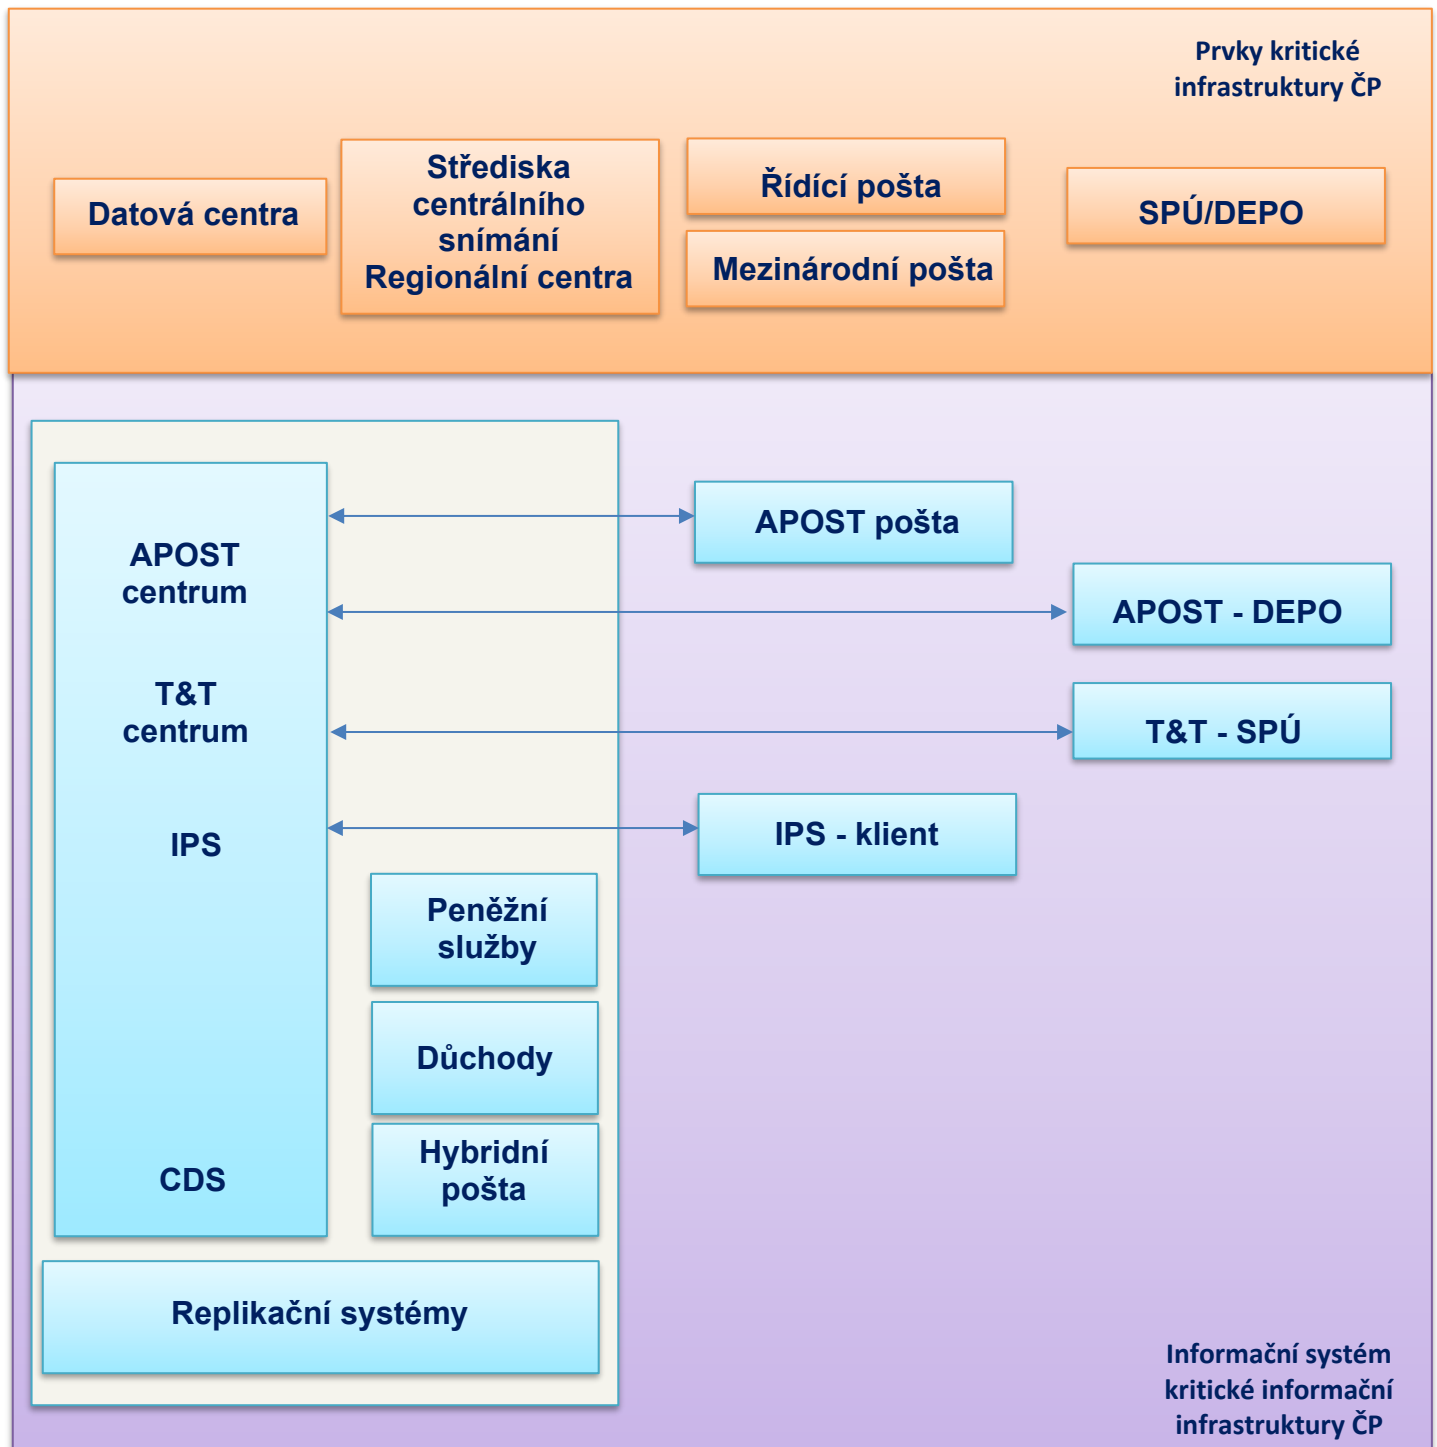 Prvky kritické
infrastruktury ČP
Datová centra
Střediska
centrálního
snímání
Regionální centra
Řídící pošta
Mezinárodní pošta
SPÚ/DEPO
APOST
centrum
T&T
centrum
IPS
CDS
APOST pošta
APOST - DEPO
T&T - SPÚ
IPS - klient
Peněžní
služby
Důchody
Hybridní
pošta
Replikační systémy
Informační systém
kritické informační
infrastruktury ČP